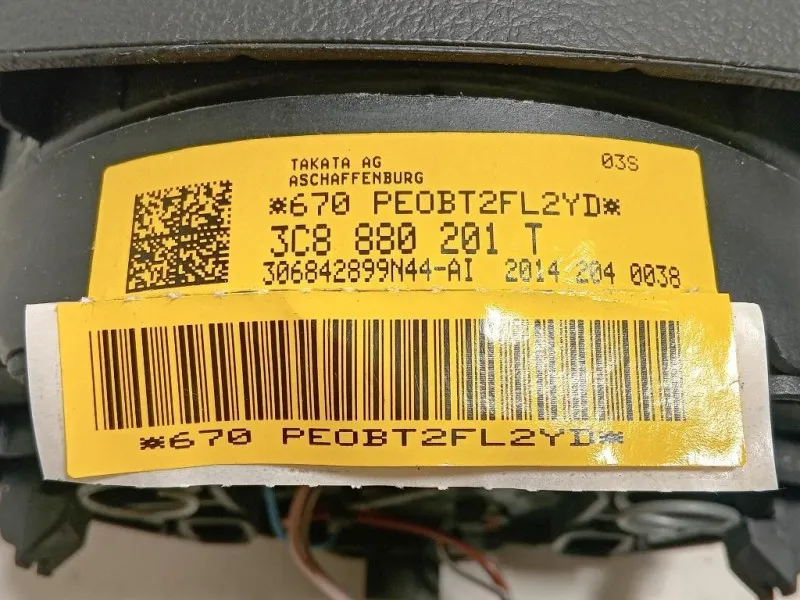 TAKATA AG 03S
ASCHAFFENBURG
*670 PEOBT2FL2YD*
3C8 880 201 T
306842899N44-AI 2014 204 0038
*670 PEOBT2FL2YD*